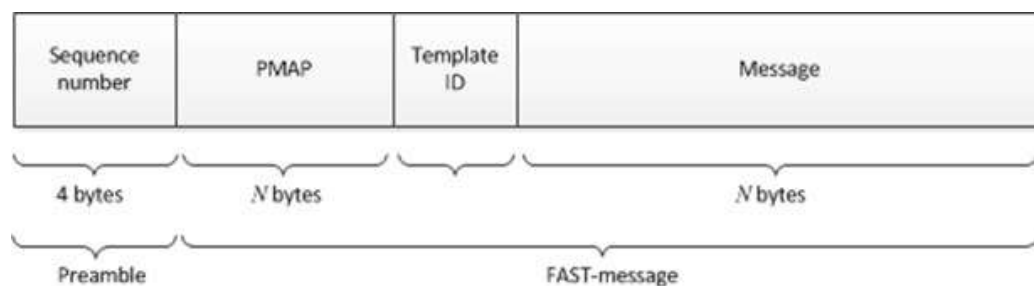 Sequence number
PMAP
Template ID
Message
4 bytes
N bytes
N bytes
Preamble
FAST-message